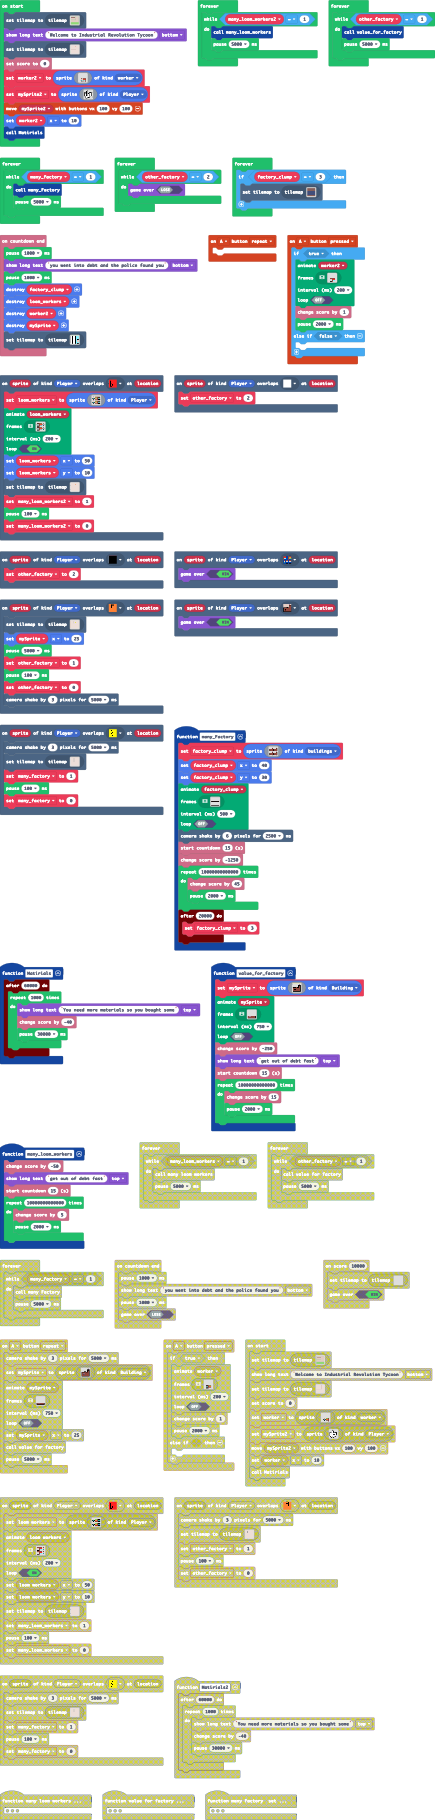 on start
set tilemap to tilemap
show long text Welcome to Industrial Revolution Tycoon bottom
set tilemap to tilemap
set score to 0
set worker2 to sprite of kind worker
set mySprite2 to sprite of kind Player
move mySprite2 with buttons vx 100 vy 100
set worker2 x to 10
call Matirials
forever
while many_loom_workers2 = 1
do call many_loom_workers
pause 5000 ms
forever
while other_factory = 1
do call value_for_factory
pause 5000 ms
forever
while many_factory = 1
do call many_Factory
pause 5000 ms
forever
while other_factory = 2
do game over LOSE
forever
if factory_clump = 3 then
set tilemap to tilemap
on countdown end
pause 1000 ms
show long text you went into debt and the police found you bottom
pause 1000 ms
destroy factory_clump
destroy loom_workers
destroy worker2
destroy mySprite
set tilemap to tilemap
on A button repeat
on A button pressed
if true then
animate worker2
frames
interval (ms) 200
loop OFF
change score by 1
pause 2000 ms
else if false then
on sprite of kind Player overlaps at location
set loom_workers to sprite of kind Player
animate loom_workers
frames
interval (ms) 200
loop ON
set loom_workers x to 50
set loom_workers y to 10
set tilemap to tilemap
set many_loom_workers2 to 1
pause 100 ms
set many_loom_workers2 to 0
on sprite of kind Player overlaps at location
set other_factory to 2
on sprite of kind Player overlaps at location
set other_factory to 2
on sprite of kind Player overlaps at location
game over WIN
on sprite of kind Player overlaps at location
set tilemap to tilemap
set mySprite x to 25
pause 5000 ms
set other_factory to 1
pause 100 ms
set other_factory to 0
camera shake by 3 pixels for 5000 ms
on sprite of kind Player overlaps at location
game over WIN
on sprite of kind Player overlaps at location
camera shake by 3 pixels for 5000 ms
set tilemap to tilemap
set many_factory to 1
pause 100 ms
set many_factory to 0
function many_Factory
set factory_clump to sprite of kind buildings
set factory_clump x to
set factory_clump y to
animate factory_clump
frames
interval (ms) 500
loop OFF
camera shake by 6 pixels for 2500 ms
start countdown 15 (s)
change score by -1250
repeat times
do change score by 45
pause 2000 ms
after 20000 do
set factory_clump to 3
function Matirials
after 60000 do
repeat 1000 times
do show long text You need more materials so you bought some top
change score by -40
pause 30000 ms
function value_for_factory
set mySprite to sprite of kind Building
animate mySprite
frames
interval (ms) 750
loop OFF
change score by -250
show long text get out of debt fast top
start countdown 15 (s)
repeat times
do change score by 15
pause 2000 ms
function many_loom_workers
change score by -50
show long text get out of debt fast top
start countdown 15 (s)
repeat times
do change score by 5
pause 2000 ms
forever
while many_loom_workers = 1
do call many loom workers
pause 5000 ms
forever
while other_factory = 1
do call value for factory
pause 5000 ms
forever
while many_factory = 1
do call many Factory
pause 5000 ms
on countdown end
pause 1000 ms
show long text you went into debt and the police found you bottom
pause 1000 ms
game over LOSE
on score 10000
set tilemap to tilemap
game over WIN
on A button repeat
camera shake by 3 pixels for 5000 ms
set mySprite to sprite of kind Building
animate mySprite
frames
interval (ms) 750
loop OFF
set mySprite x to 25
call value for factory
pause 5000 ms
on A button pressed
if true then
animate worker
frames
interval (ms) 200
loop OFF
change score by 1
pause 2000 ms
else if then
on start
set tilemap to tilemap
show long text Welcome to Industrial Revolution Tycoon bottom
set tilemap to tilemap
set score to 0
set worker to sprite of kind worker
set mySprite2 to sprite of kind Player
move mySprite2 with buttons vx 100 vy 100
set worker x to 10
call Matirials
on sprite of kind Player overlaps at location
set loom workers to sprite of kind Player
animate loom workers
frames
interval (ms) 200
loop ON
set loom workers x to 50
set loom workers y to 10
set tilemap to tilemap
set many_loom_workers to 1
pause 100 ms
set many_loom_workers to 0
on sprite of kind Player overlaps at location
camera shake by 3 pixels for 5000 ms
set tilemap to tilemap
set other_factory to 1
pause 100 ms
set other_factory to 0
on sprite of kind Player overlaps at location
camera shake by 3 pixels for 5000 ms
set tilemap to tilemap
set many_factory to 1
pause 100 ms
set many_factory to 0
function Matirials2
after 60000 do
repeat 1000 times
do show long text You need more materials so you bought some top
change score by -40
pause 30000 ms
function many loom workers ...
function value for factory ...
function many Factory ...